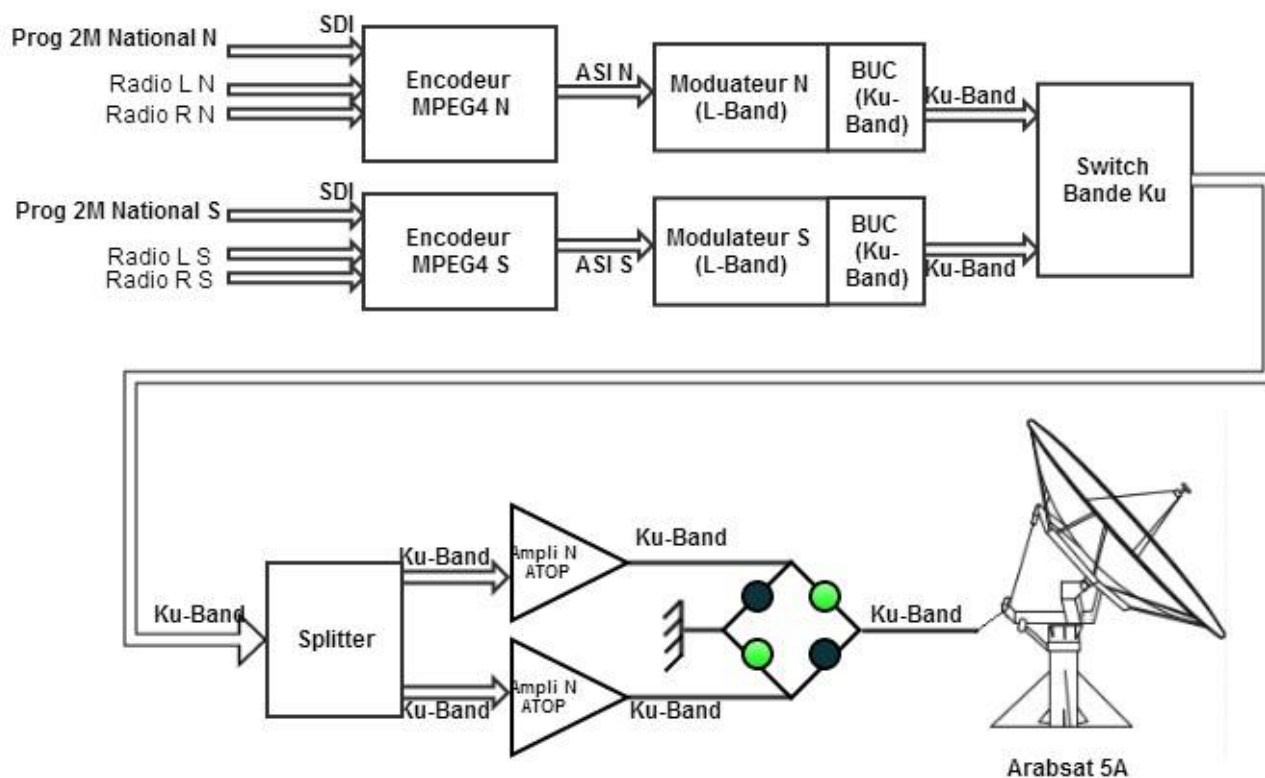 Prog 2M National N
SDI
Radio L N
Radio R N
Encodeur
MPEG4 N
ASI N
Moduateur N
(L-Band)
BUC
(Ku-
Band)
Ku-Band
Switch
Bande Ku
Prog 2M National S
SDI
Radio L S
Radio R S
Encodeur
MPEG4 S
ASI S
Modulateur S
(L-Band)
BUC
(Ku-
Band)
Ku-Band
Ku-Band
Splitter
Ku-Band
Ampli N
ATOP
Ku-Band
Ku-Band
Ku-Band
Ampli N
ATOP
Ku-Band
Arabsat 5A